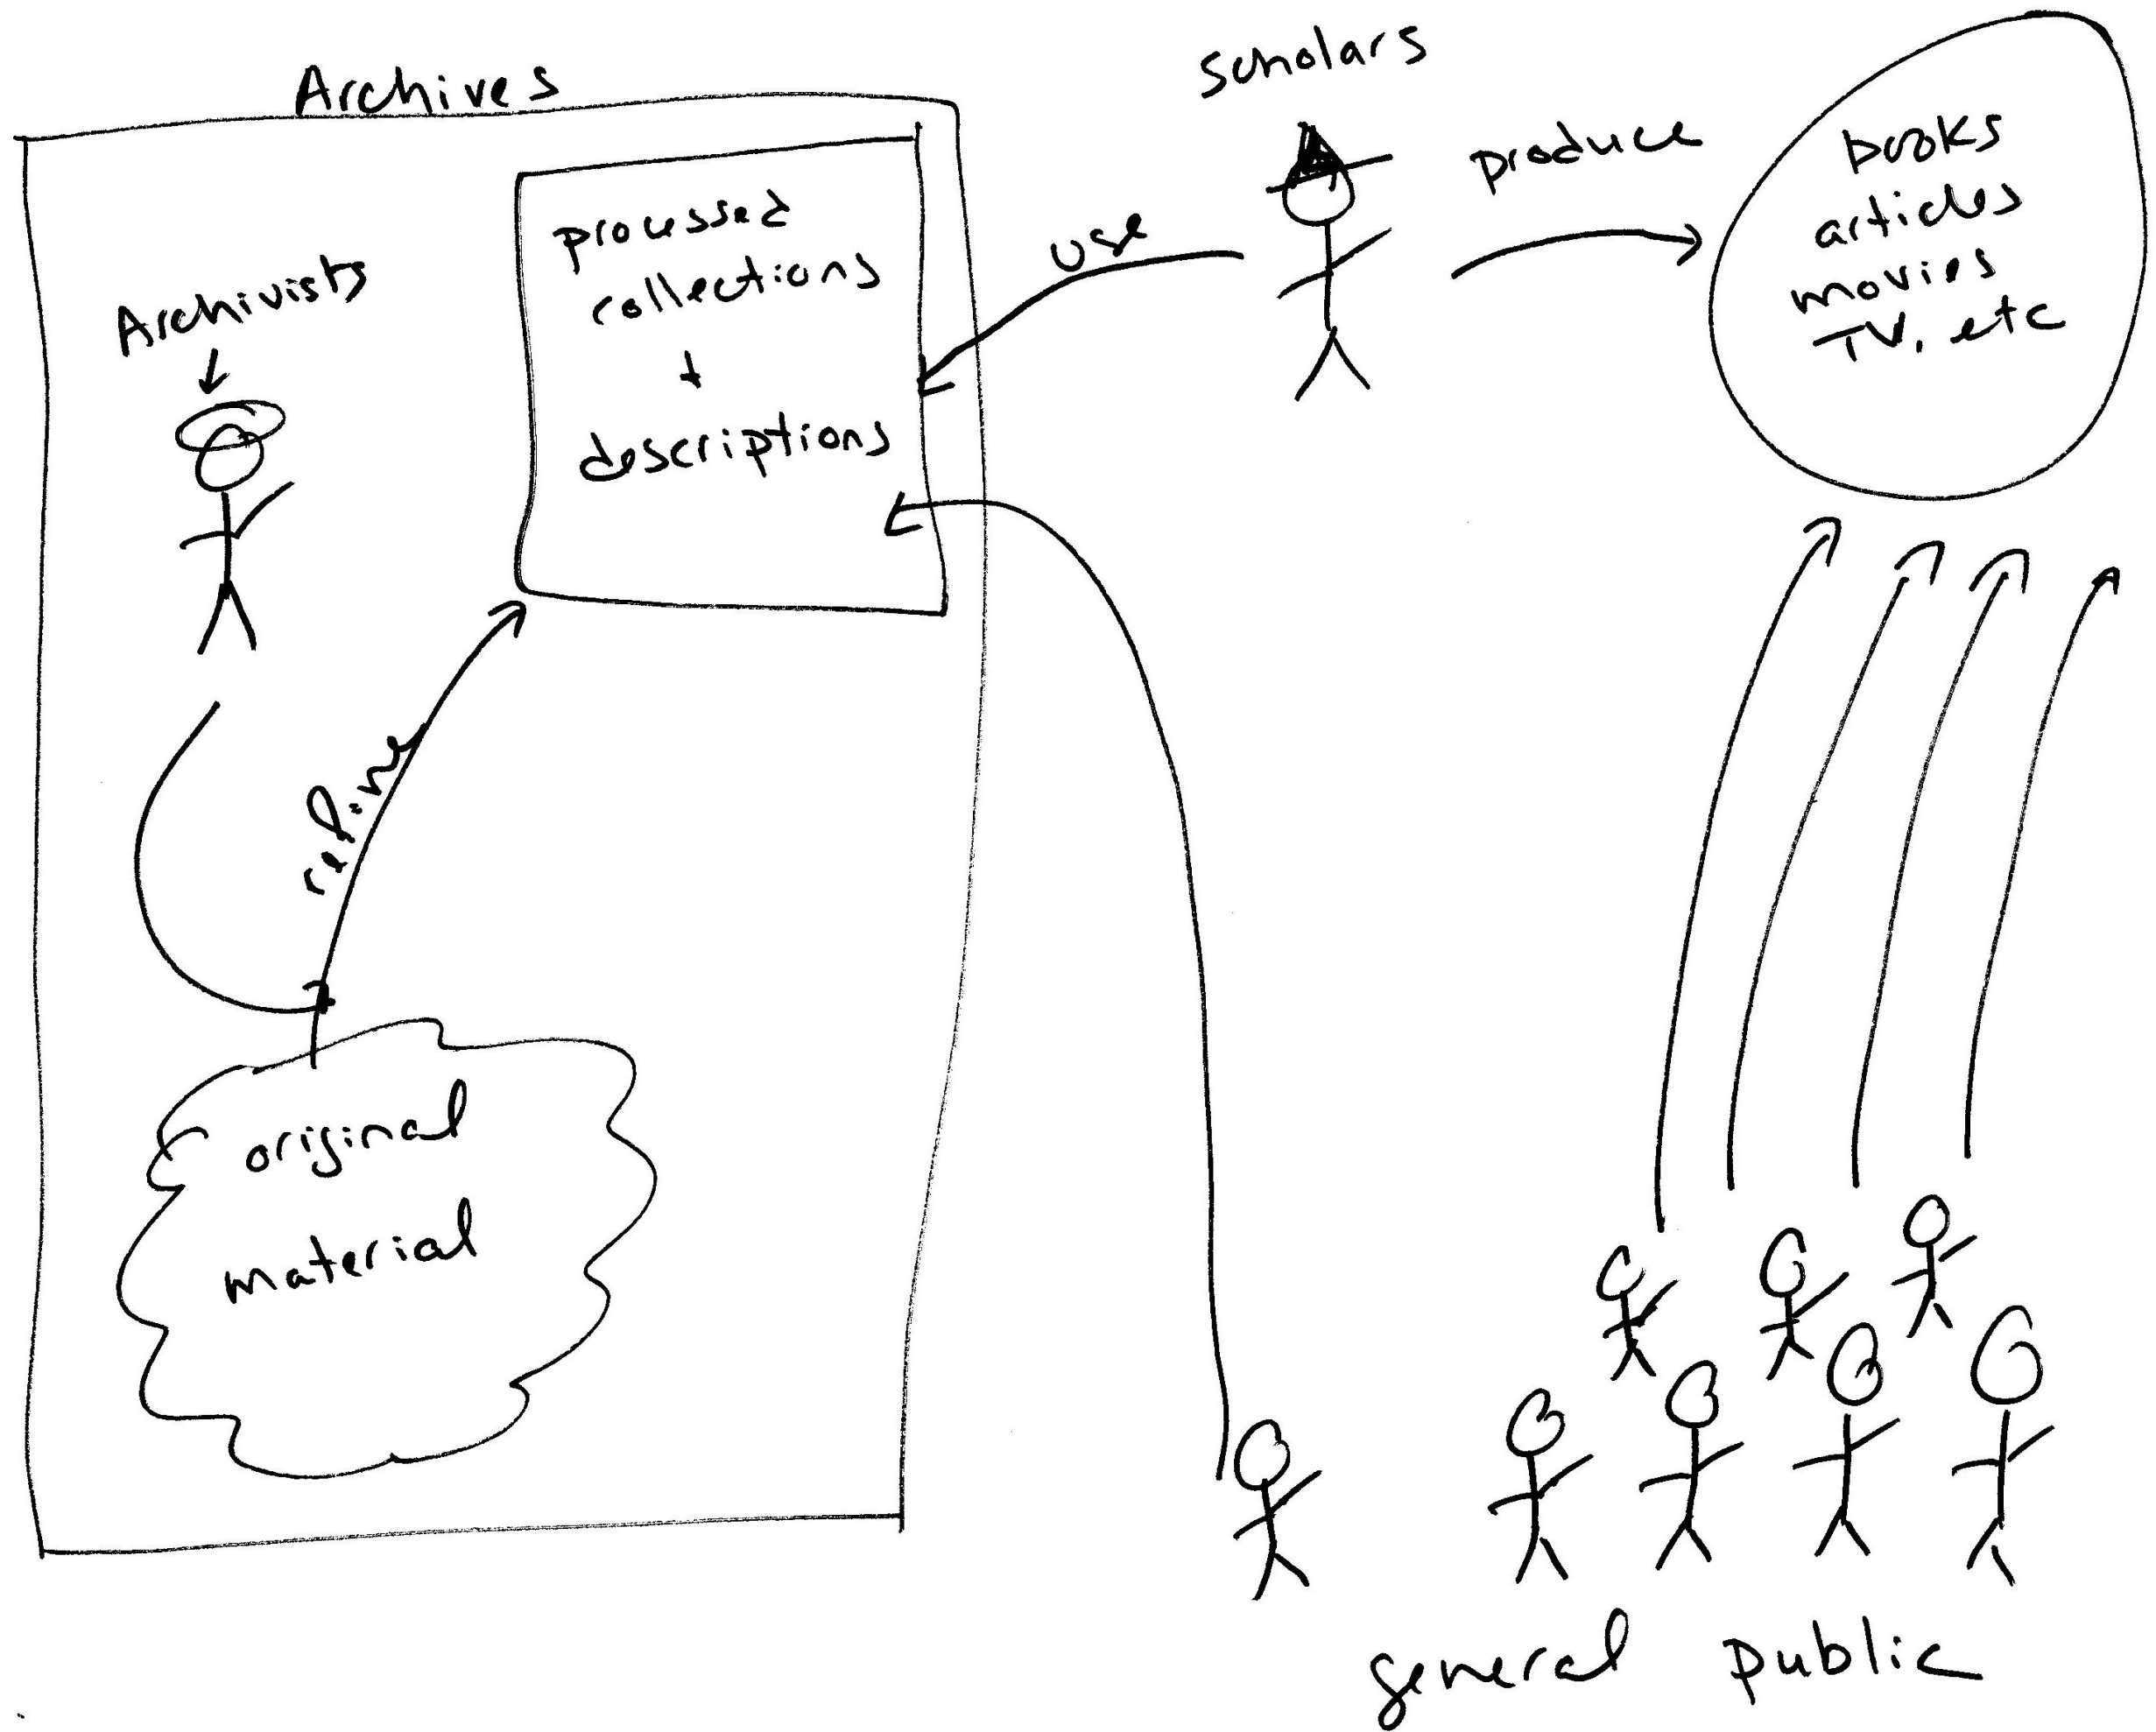 Archives
Archivists
processed
collections
+
descriptions
refine
original
material
use
scholars
produce
books
articles
movies
TV, etc
general public